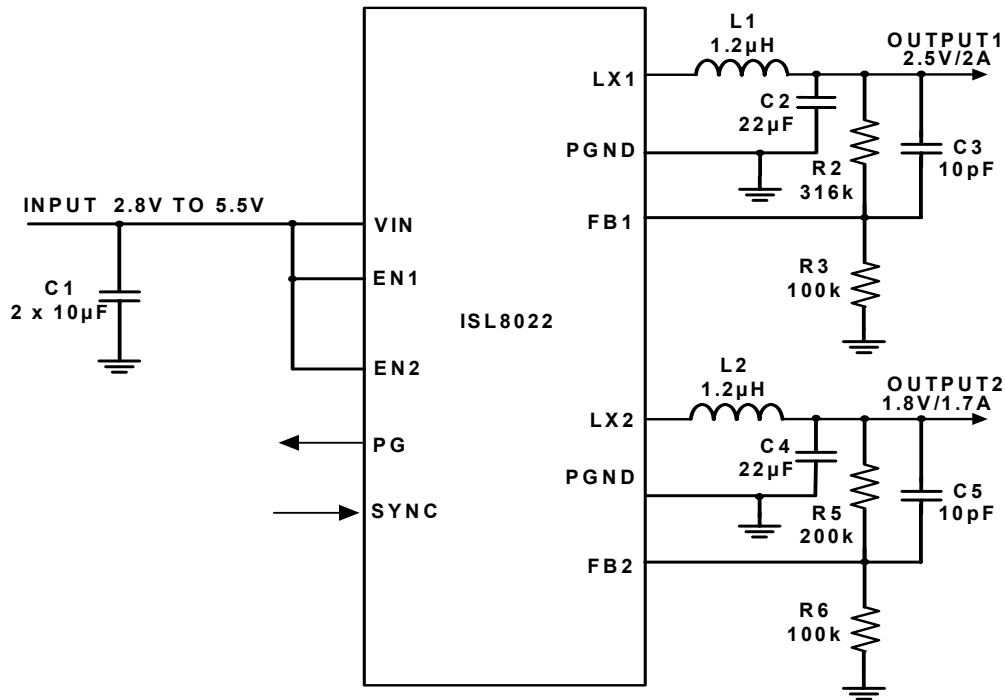 INPUT 2.8V TO 5.5V
C1
2 x 10µF
VIN
EN1
EN2
PG
SYNC
ISL8022
LX1
PGND
FB1
LX2
PGND
FB2
L1
1.2µH
C2
22µF
R2
316k
C3
10pF
R3
100k
OUTPUT1
2.5V/2A
L2
1.2µH
C4
22µF
R5
200k
C5
10pF
R6
100k
OUTPUT2
1.8V/1.7A